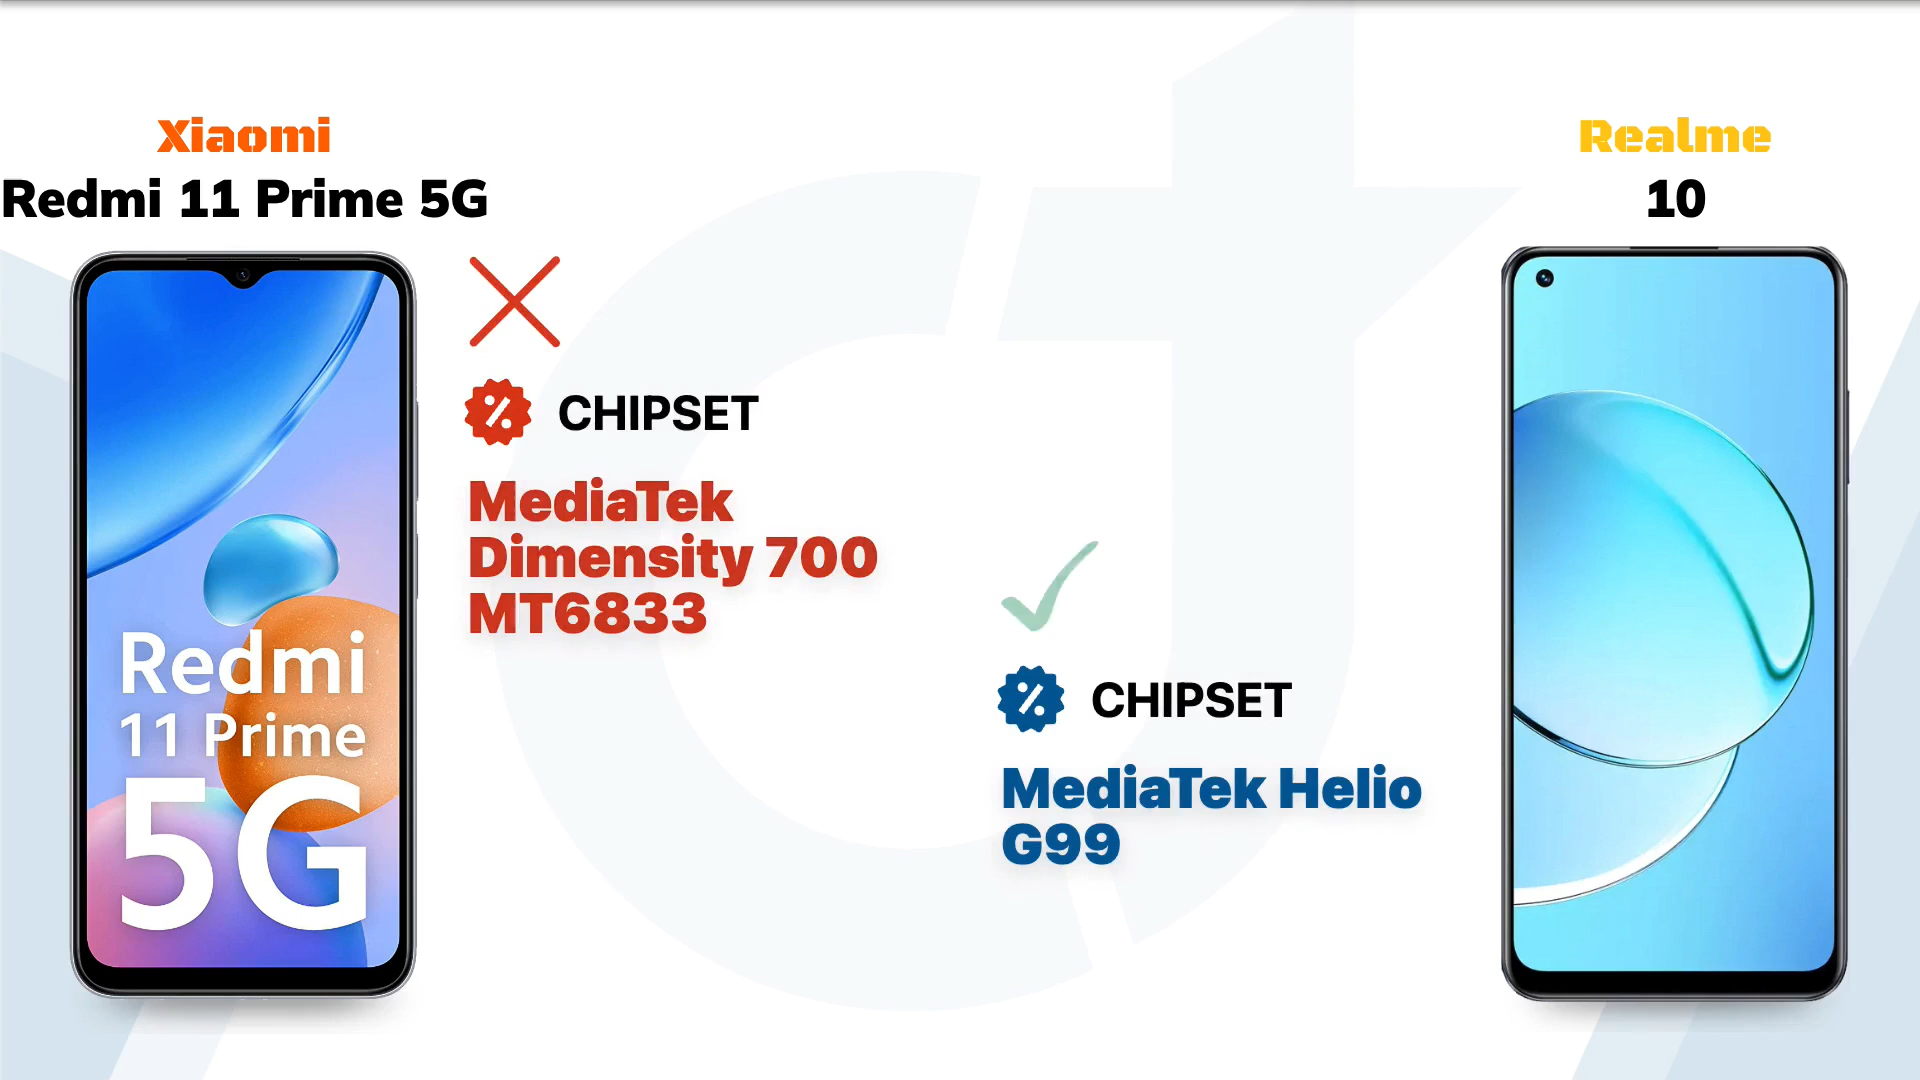 Xiaomi
Redmi 11 Prime 5G
Redmi
11 Prime
5G
CHIPSET
MediaTek
Dimensity 700
MT6833
Realme
10
CHIPSET
MediaTek Helio
G99